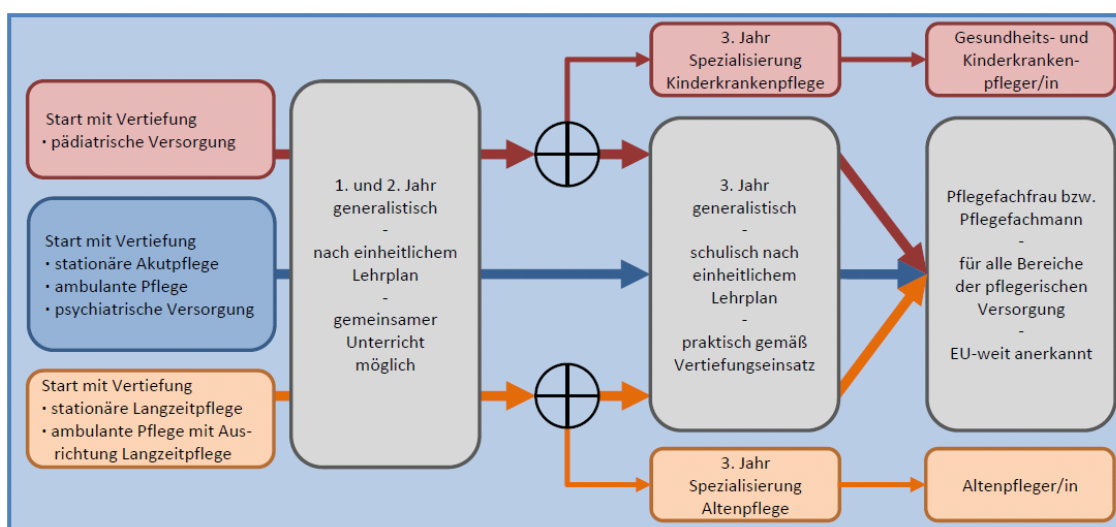 Start mit Vertiefung
· pädiatrische Versorgung
Start mit Vertiefung
· stationäre Akutpflege
· ambulante Pflege
· psychiatrische Versorgung
Start mit Vertiefung
· stationäre Langzeitpflege
· ambulante Pflege mit Aus-
richtung Langzeitpflege
1. und 2. Jahr
generalistisch
-
nach einheitlichem
Lehrplan
-
gemeinsamer
Unterricht
möglich
3. Jahr
Spezialisierung
Kinderkrankenpflege
3. Jahr
generalistisch
-
schulisch nach
einheitlichem
Lehrplan
-
praktisch gemäß
Vertiefungseinsatz
3. Jahr
Spezialisierung
Altenpflege
Gesundheits- und
Kinderkranken-
pfleger/in
Pflegefachfrau bzw.
Pflegefachmann
-
für alle Bereiche
der pflegerischen
Versorgung
-
EU-weit anerkannt
Altenpfleger/in